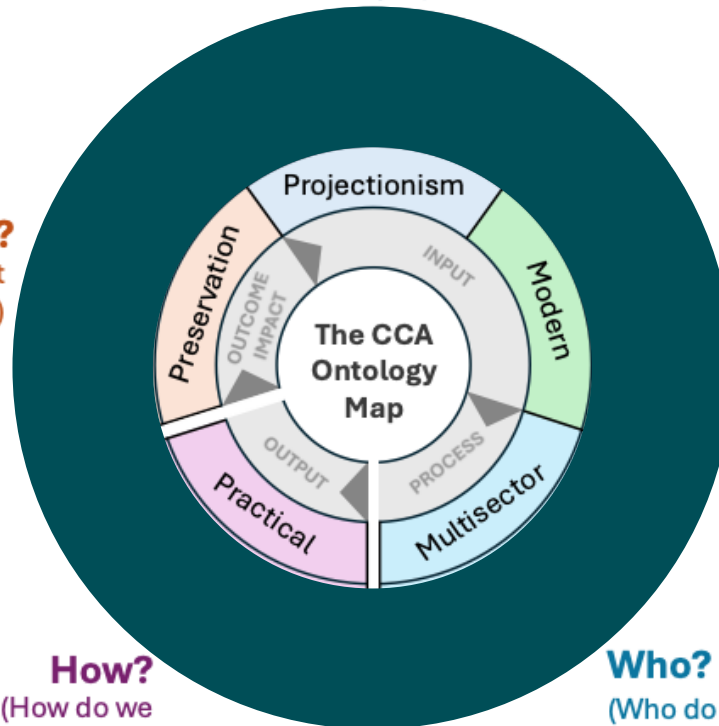 Projectionism
Preservation
Modern
INPUT
OUTCOME
IMPACT
The CCA
Ontology
Map
PROCESS
OUTPUT
Practical
Multisector
?
t
)
How?
(How do we
Who?
(Who do